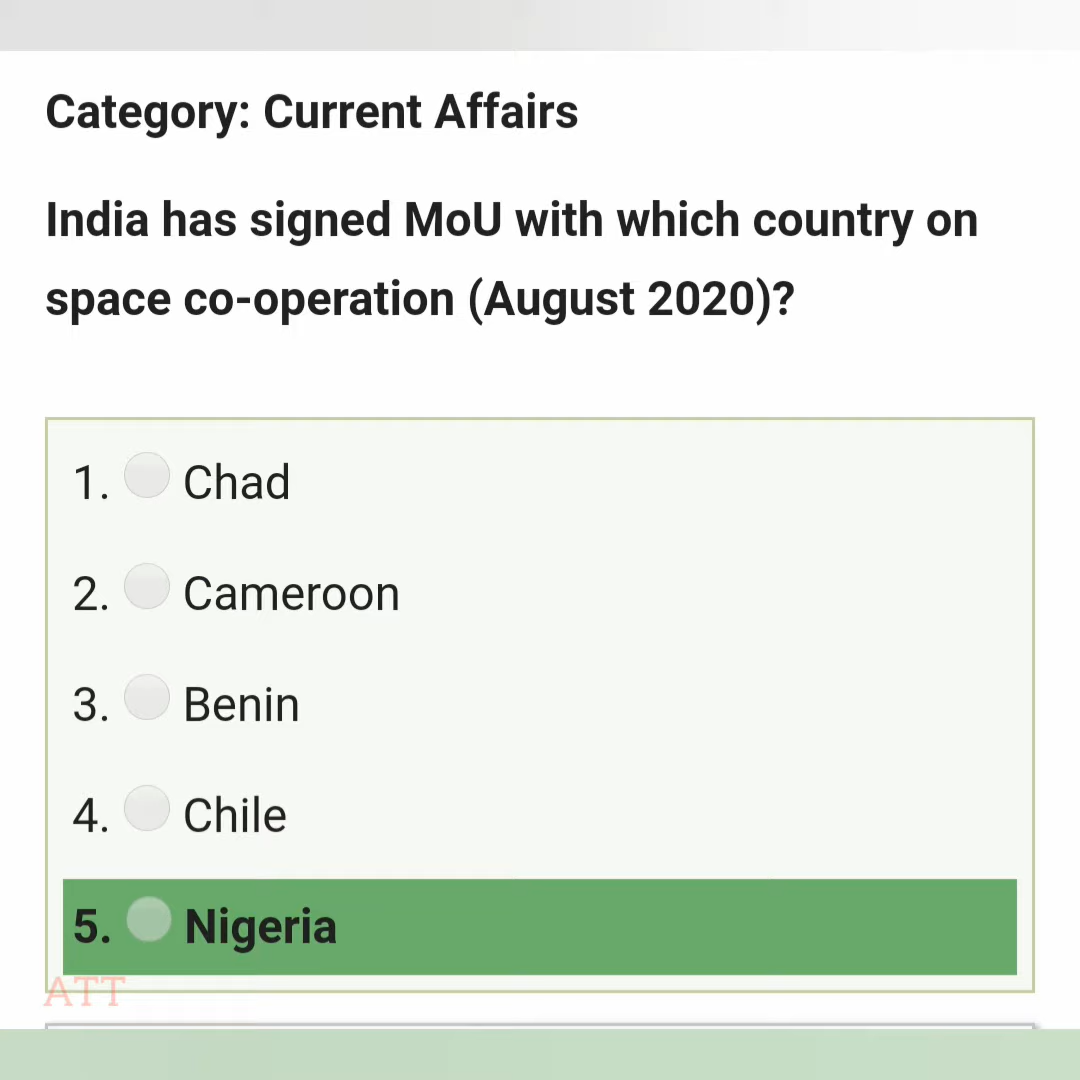 Category: Current Affairs
India has signed MoU with which country on
space co-operation (August 2020)?
1. Chad
2. Cameroon
3. Benin
4. Chile
5. Nigeria
ATT